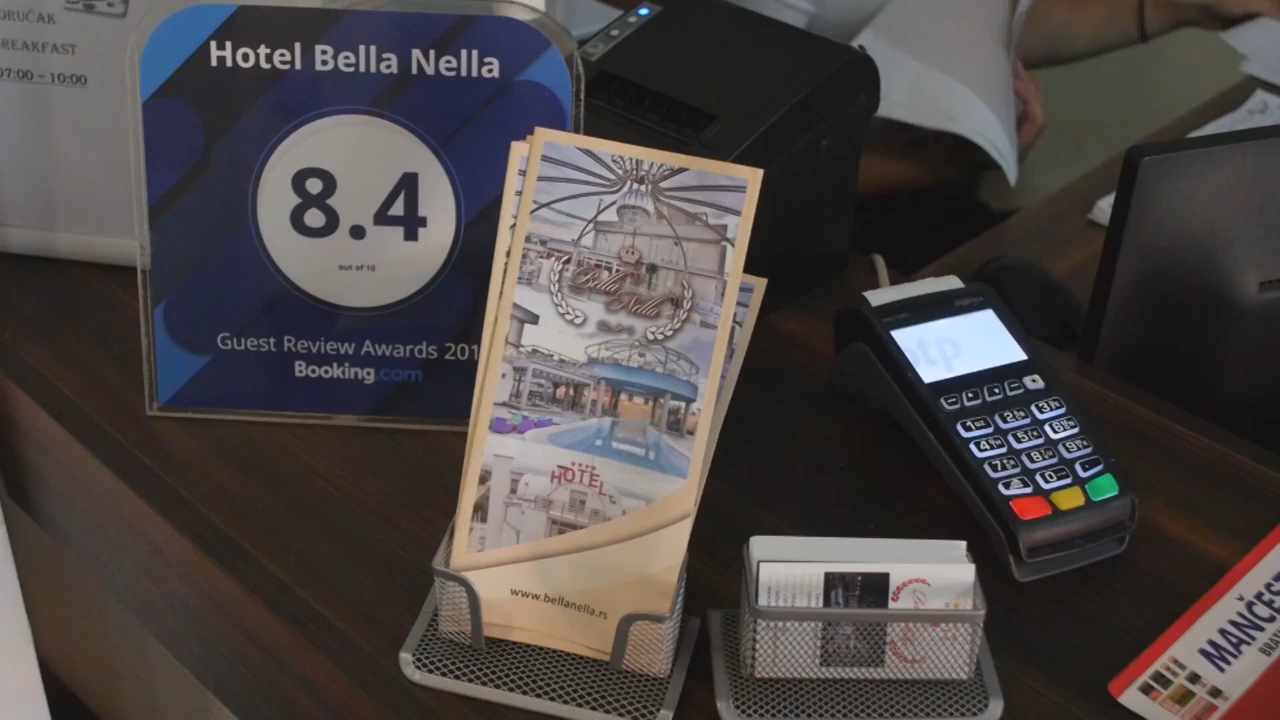 DORUČAK
BREAKFAST
07:00 - 10:00
Hotel Bella Nella
8.4
out of 10
Guest Review Awards 201
Booking.com
Bella
Nella
HOTEL
www.bellanella.rs
otp
1
2
3
4
5
6
7
8
9
0
MANČEST